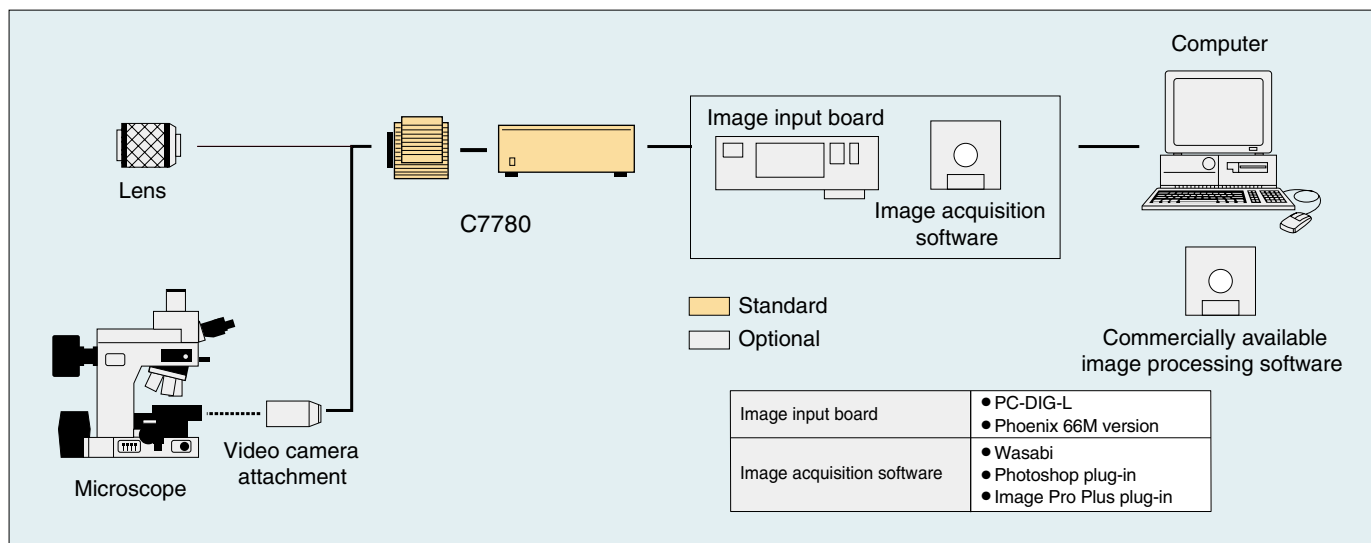 Computer
Image input board
Lens
C7780
Image acquisition
software
Standard
Optional
Commercially available
image processing software
Video camera
attachment
Microscope
Image input board
● PC-DIG-L
● Phoenix 66M version
Image acquisition software
● Wasabi
● Photoshop plug-in
● Image Pro Plus plug-in